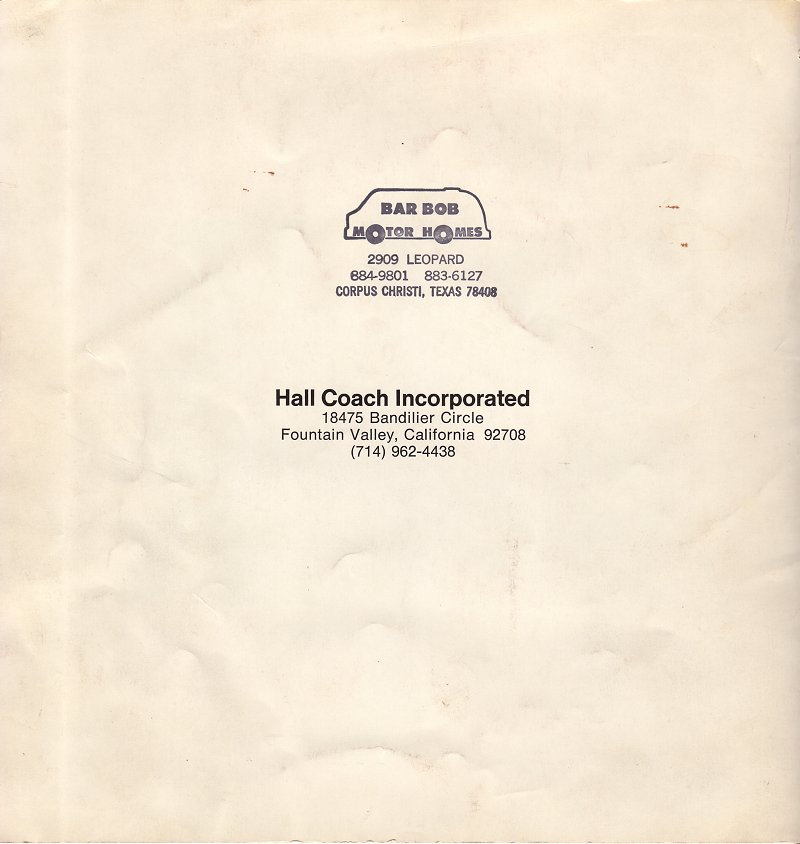 BAR BOB
MOTOR HOMES
2909 LEOPARD
884-9801 883-6127
CORPUS CHRISTI, TEXAS 78408
Hall Coach Incorporated
18475 Bandilier Circle
Fountain Valley, California 92708
(714) 962-4438